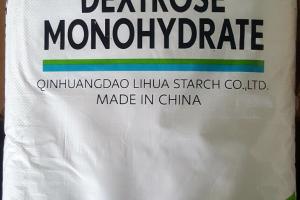 DEXTROSE
MONOHYDRATE
QINHUANGDAO LIHUA STARCH CO.,LTD.
MADE IN CHINA